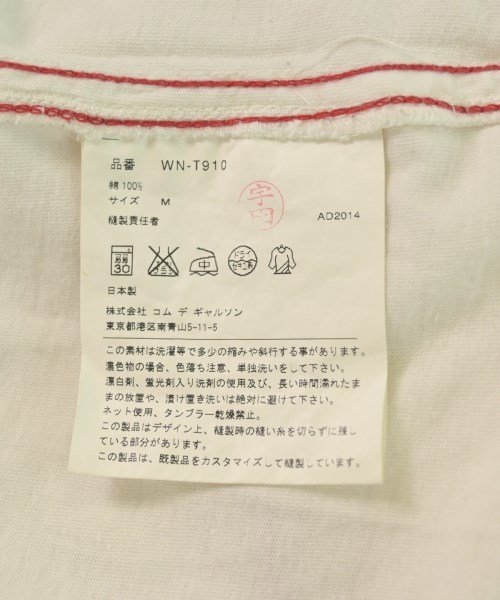 品番 WN-T910
綿 100%
サイズ M
縫製責任者
AD2014
30
中
ドライ
セキユ系
日本製
株式会社 コム デ ギャルソン
東京都港区南青山5-11-5
この素材は洗濯等で多少の縮みや斜行する事があります。
濃色物の場合、色落ち注意、単独洗いをして下さい。
漂白剤、蛍光剤入り洗剤の使用及び、長い時間濡れたま
まの放置や、漬け置き洗いは絶対に避けて下さい。
ネット使用、タンブラー乾燥禁止。
この製品はデザイン上、縫製時の縫い糸を切らずに残し
ている部分があります。
この製品は、既製品をカスタマイズして縫製しています。